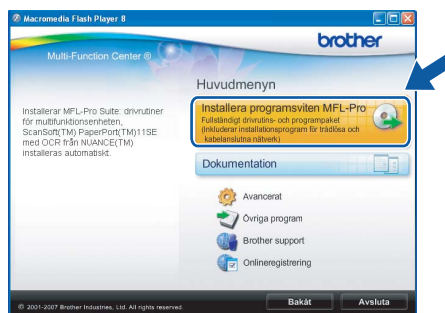 Macromedia Flash Player 8
brother
Multi-Function Center ®
Huvudmenyn
Installerar MFL-Pro Suite: drivrutiner
för multifunktionsenheten,
ScanSoft(TM) PaperPort(TM)11SE
med OCR från NUANCE(TM)
installeras automatiskt.
Installera programsviten MFL-Pro
Fullständigt drivrutins- och programpaket
(Inkluderar installationsprogram för trådlösa och
kabelanslutna nätverk)
Dokumentation
Avancerat
Övriga program
Brother support
Onlineregistrering
© 2001-2007 Brother Industries, Ltd. All rights reserved.
Bakåt
Avsluta